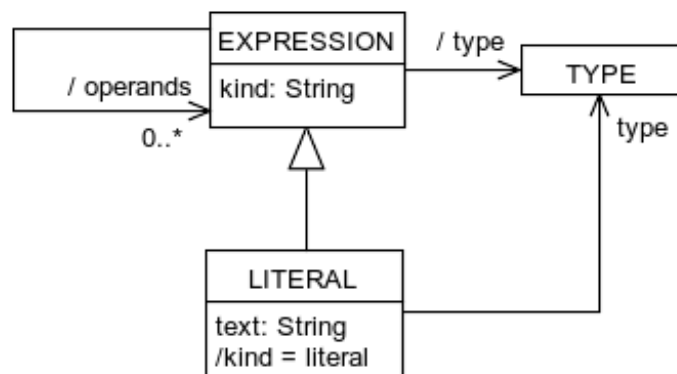 EXPRESSION
kind: String
/ operands
0..*
/ type
TYPE
type
LITERAL
text: String
/kind = literal